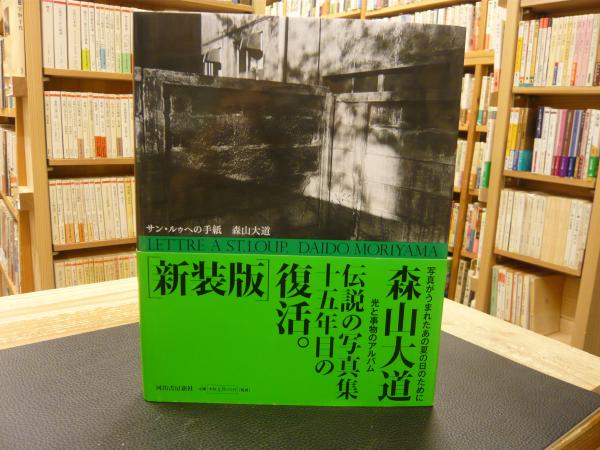 サン・ルゥへの手紙 森山大道
LETTRE À ST.LOUP, DAIDO MORIYAMA
写真がうまれたあの夏の日のために
森山大道
光と事物のアルバム
伝説の写真集
十五年目の
復活。
[新装版]
河出書房新社